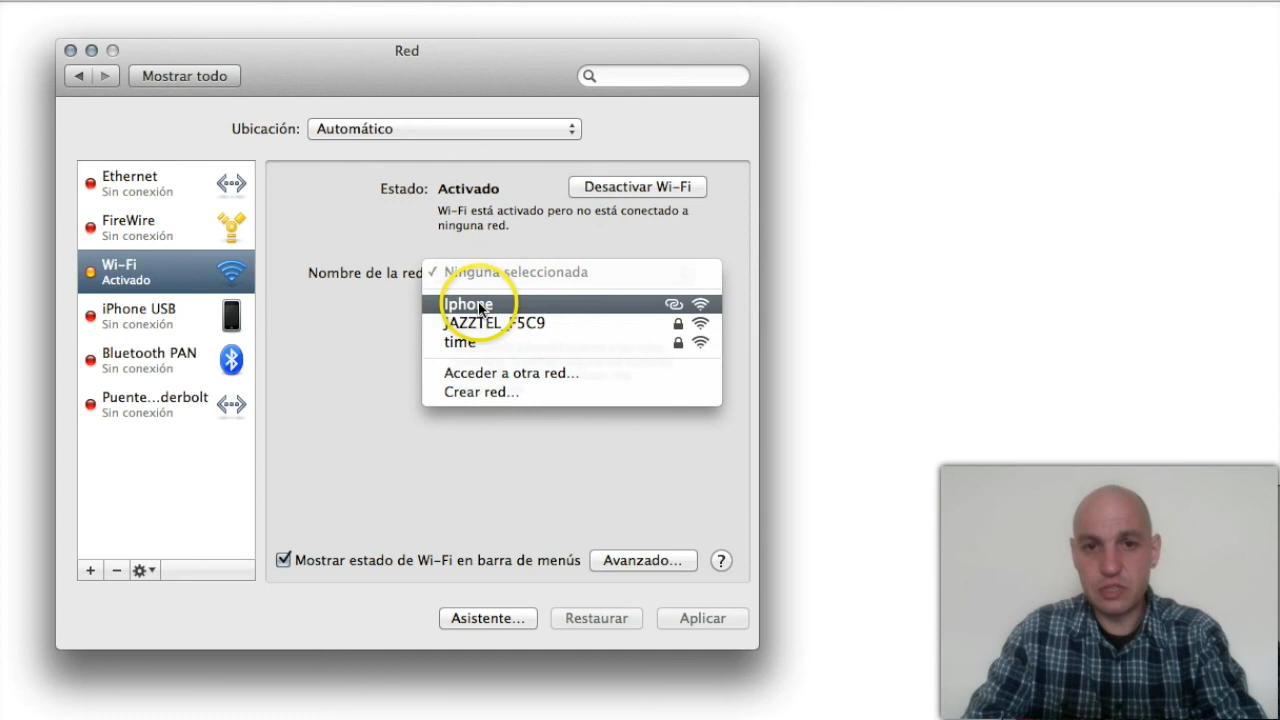 Red
Mostrar todo
Ubicación: Automático
Ethernet
Sin conexión
FireWire
Sin conexión
Wi-Fi
Activado
iPhone USB
Sin conexión
Bluetooth PAN
Sin conexión
Puente...derbolt
Sin conexión
Estado: Activado
Desactivar Wi-Fi
Wi-Fi está activado pero no está conectado a
ninguna red.
Nombre de la red
✓ Ninguna seleccionada
Iphone
JAZZTEL_F5C9
time
Acceder a otra red...
Crear red...
Mostrar estado de Wi-Fi en barra de menús
Avanzado...
?
Asistente...
Restaurar
Aplicar